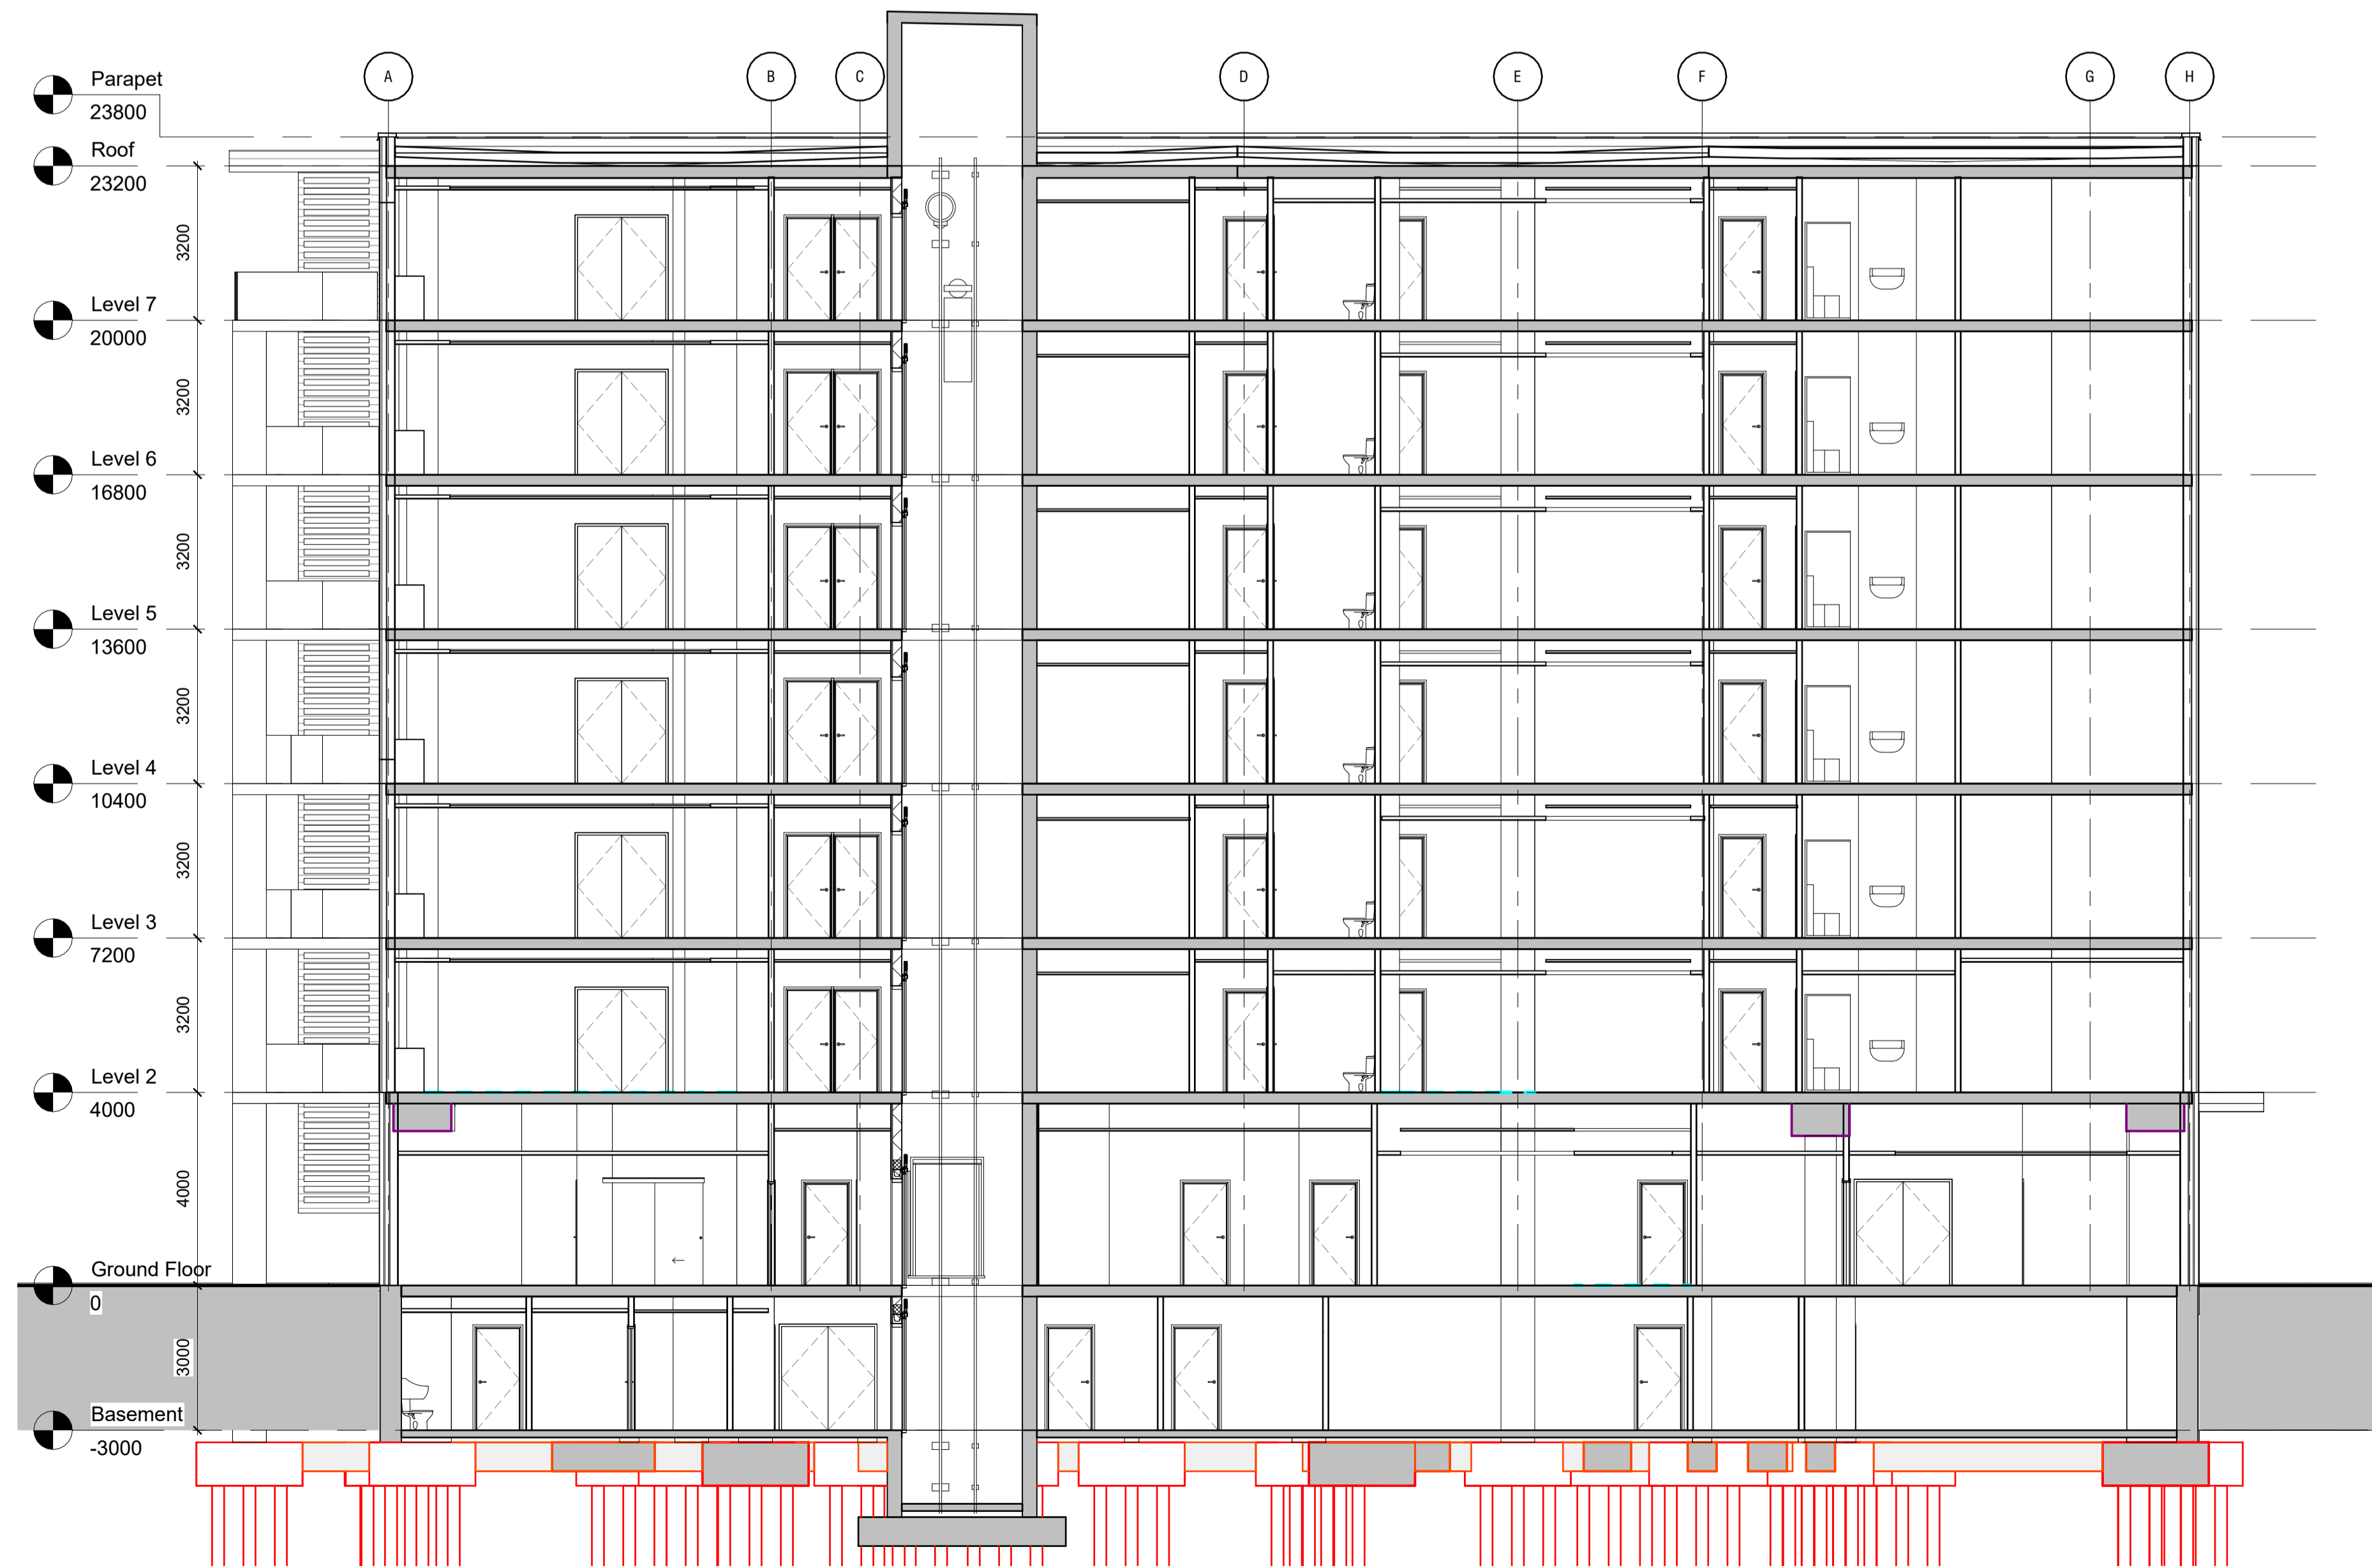 A B C D E F G H
Parapet
23800
Roof
23200
3200
Level 7
20000
3200
Level 6
16800
3200
Level 5
13600
3200
Level 4
10400
3200
Level 3
7200
3200
Level 2
4000
4000
Ground Floor
0
3000
Basement
-3000